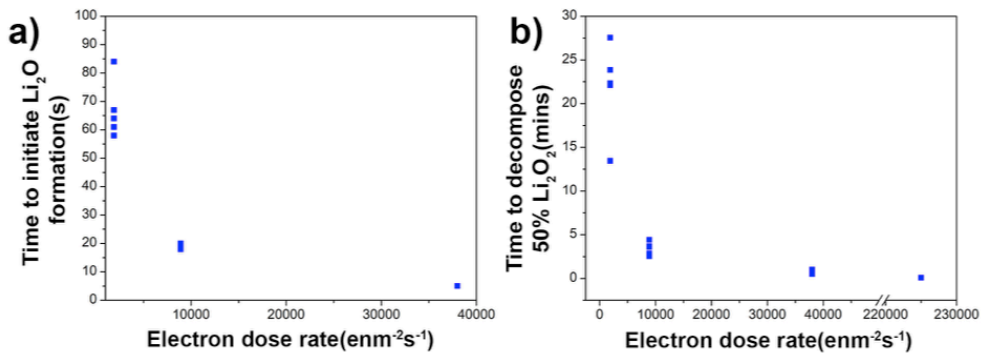 a)
Time to initiate Li₂O
formation(s)
100
90
80
70
60
50
40
30
20
10
0
10000 20000 30000 40000
Electron dose rate(enm⁻²s⁻¹)
b)
Time to decompose
50% Li₂O₂(mins)
30
25
20
15
10
5
0
0 10000 20000 30000 40000 220000 230000
Electron dose rate(enm⁻²s⁻¹)